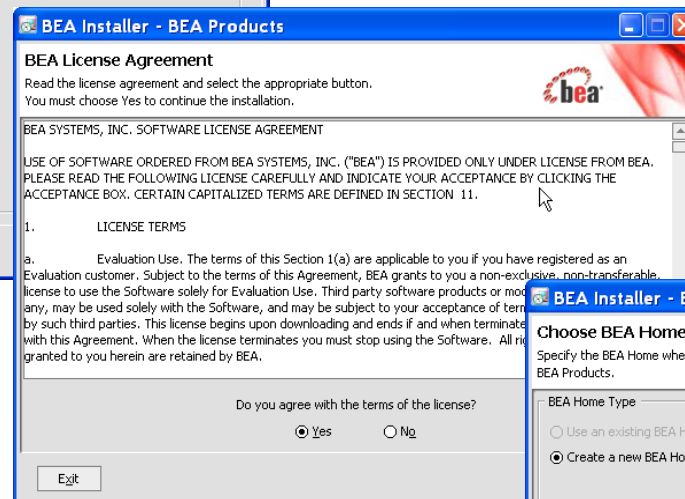 BEA Installer - BEA Products
BEA License Agreement
Read the license agreement and select the appropriate button.
You must choose Yes to continue the installation.
bea
BEA SYSTEMS, INC. SOFTWARE LICENSE AGREEMENT
USE OF SOFTWARE ORDERED FROM BEA SYSTEMS, INC. ("BEA") IS PROVIDED ONLY UNDER LICENSE FROM BEA.
PLEASE READ THE FOLLOWING LICENSE CAREFULLY AND INDICATE YOUR ACCEPTANCE BY CLICKING THE
ACCEPTANCE BOX. CERTAIN CAPITALIZED TERMS ARE DEFINED IN SECTION 11.
1. LICENSE TERMS
a. Evaluation Use. The terms of this Section 1(a) are applicable to you if you have registered as an
Evaluation customer. Subject to the terms of this Agreement, BEA grants to you a non-exclusive, non-transferable,
license to use the Software solely for Evaluation Use. Third party software products or mod
any, may be used solely with the Software, and may be subject to your acceptance of term
by such third parties. This license begins upon downloading and ends if and when terminate
with this Agreement. When the license terminates you must stop using the Software. All rig
granted to you herein are retained by BEA.
Do you agree with the terms of the license?
Yes No
Exit
BEA Installer -
Choose BEA Home
Specify the BEA Home whe
BEA Products.
BEA Home Type
Use an existing BEA H
Create a new BEA Ho